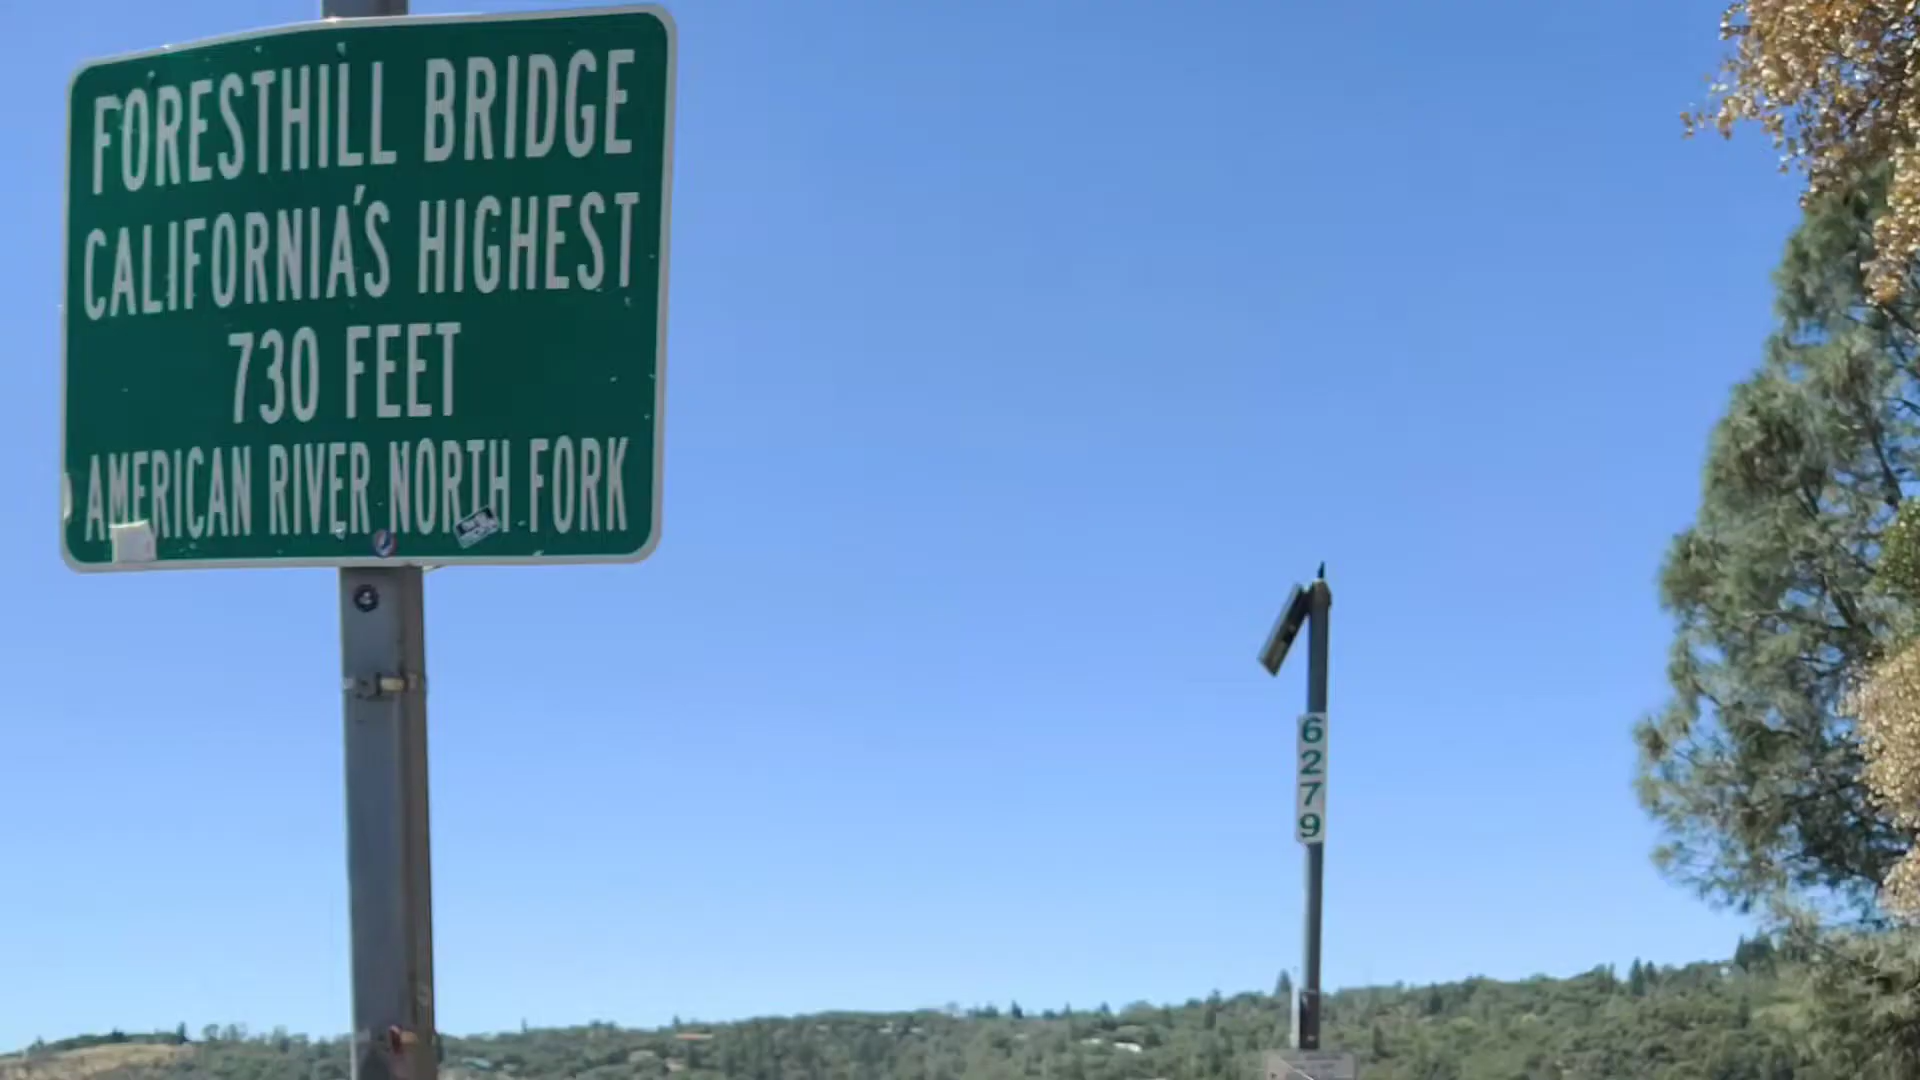 FORESTHILL BRIDGE
CALIFORNIA'S HIGHEST
730 FEET
AMERICAN RIVER NORTH FORK
6279